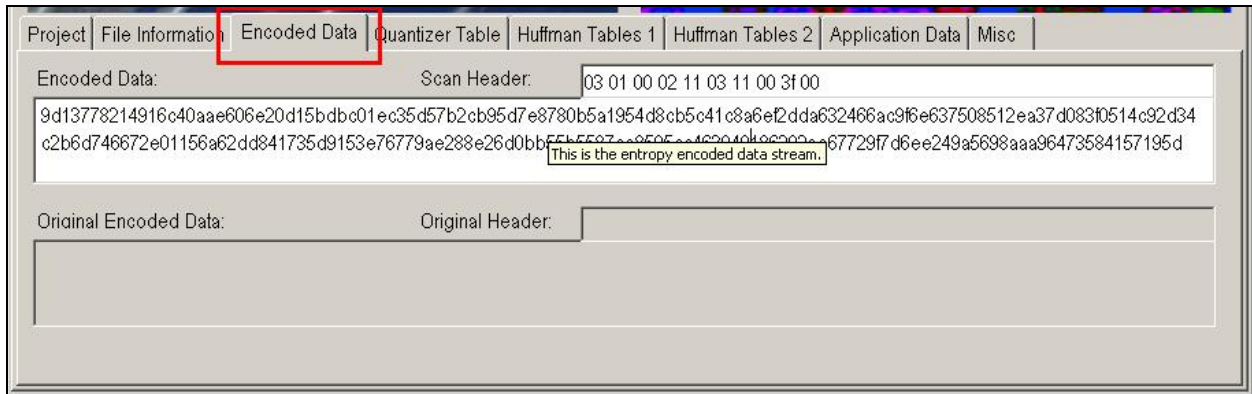 Project File Information Encoded Data Quantizer Table Huffman Tables 1 Huffman Tables 2 Application Data Misc
Encoded Data: Scan Header: 03 01 00 02 11 03 11 00 3f 00
9d13778214916c40aae606e20d15bdbc01ec35d57b2cb95d7e8780b5a1954d8cb5c41c8a6ef2dda632466ac9f6e637508512ea37d083f0514c92d34
c2b6d746672e01156a62dd841735d9153e76779ae288e26d0bb
This is the entropy encoded data stream.
67729f7d6ee249a5698aaa96473584157195d
Original Encoded Data: Original Header: